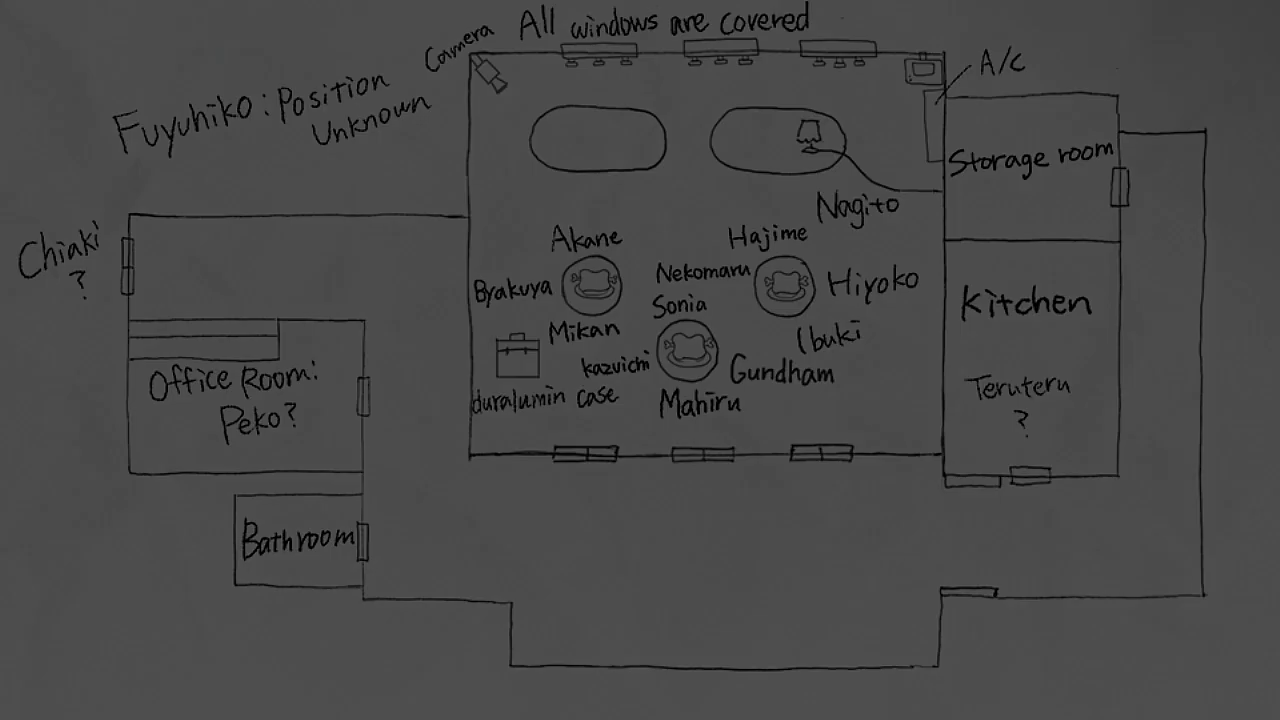 All windows are covered
Camera
A/C
Fuyuhiko: Position
Unknown
Storage room
Nagito
Chiaki
?
Akane
Hajime
Nekomaru
Hiyoko
Byakuya
Sonia
Kitchen
Mikan
Ibuki
kazuichi
Gundham
Office Room:
Peko?
duralumin case
Mahiru
Teruteru
?
Bathroom